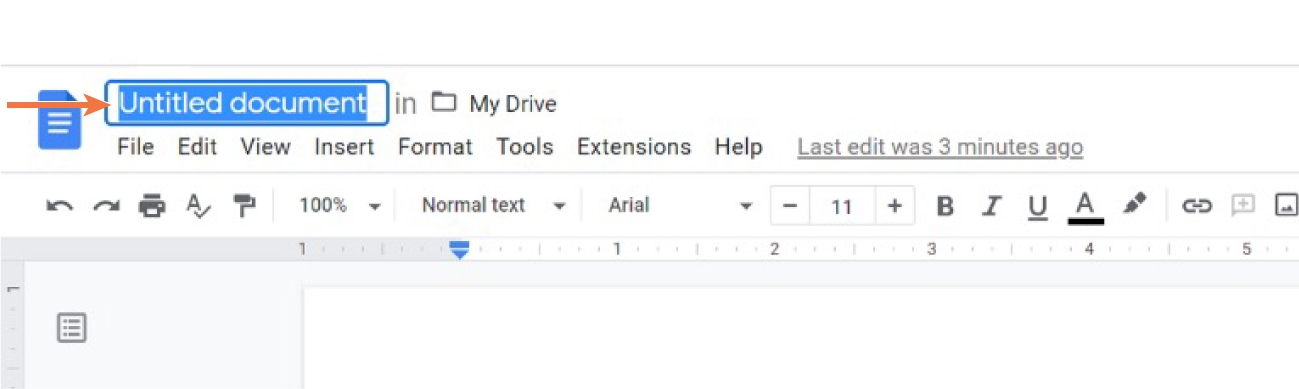 Untitled document in My Drive
File Edit View Insert Format Tools Extensions Help Last edit was 3 minutes ago
100% Normal text Arial − 11 + B I U A
1 1 2 3 4 5
1